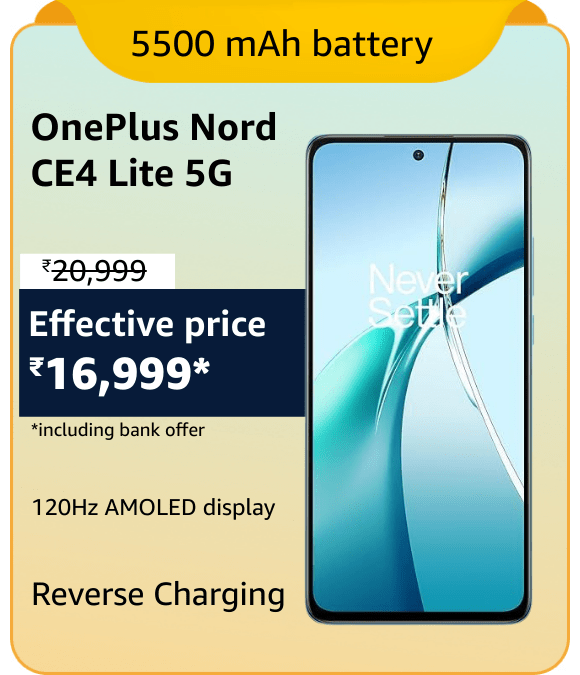 5500 mAh battery
OnePlus Nord
CE4 Lite 5G
₹20,999
Effective price
₹16,999*
*including bank offer
120Hz AMOLED display
Reverse Charging
Never
Settle